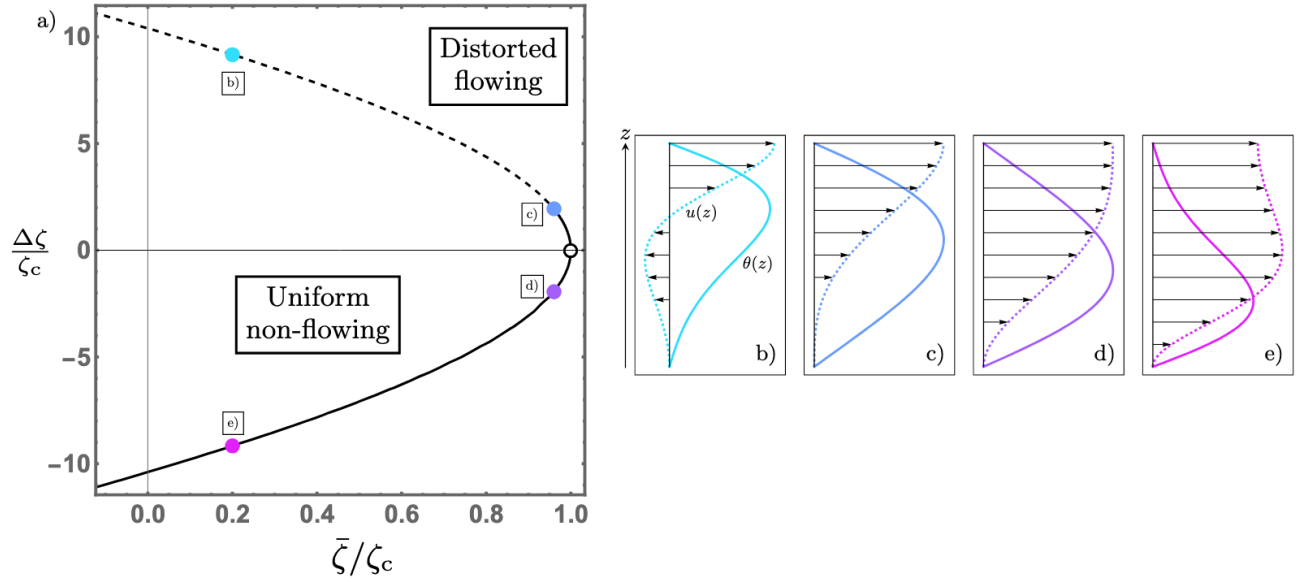 a)
10
5
0
−5
−10
Δζ
ζc
Distorted
flowing
b)
c)
d)
e)
Uniform
non-flowing
0.0 0.2 0.4 0.6 0.8 1.0
ζ̄/ζc
z
u(z)
θ(z)
b)
c)
d)
e)